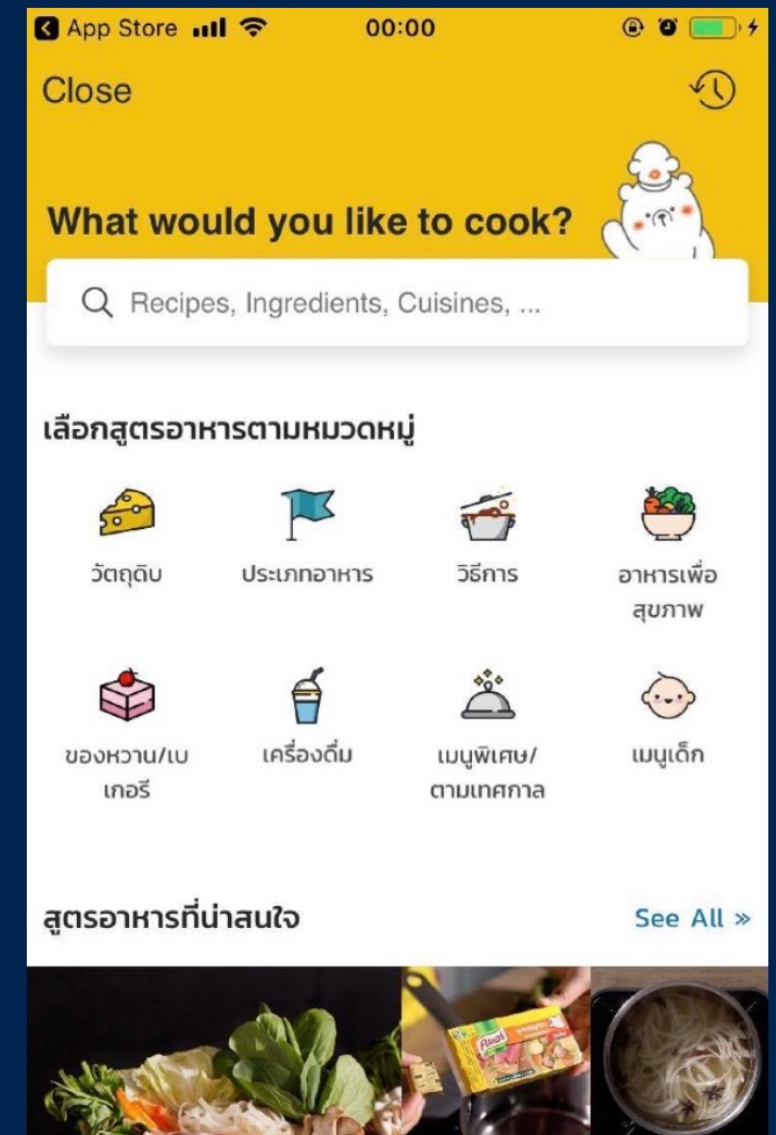 App Store 00:00
Close
What would you like to cook?
Recipes, Ingredients, Cuisines, ...
เลือกสูตรอาหารตามหมวดหมู่
วัตถุดิบ ประเภทอาหาร วิธีการ อาหารเพื่อ
สุขภาพ
ของหวาน/เบ เครื่องดื่ม เมนูพิเศษ/ เมนูเด็ก
เกอรี ตามเทศกาล
สูตรอาหารที่น่าสนใจ See All »
Knorr